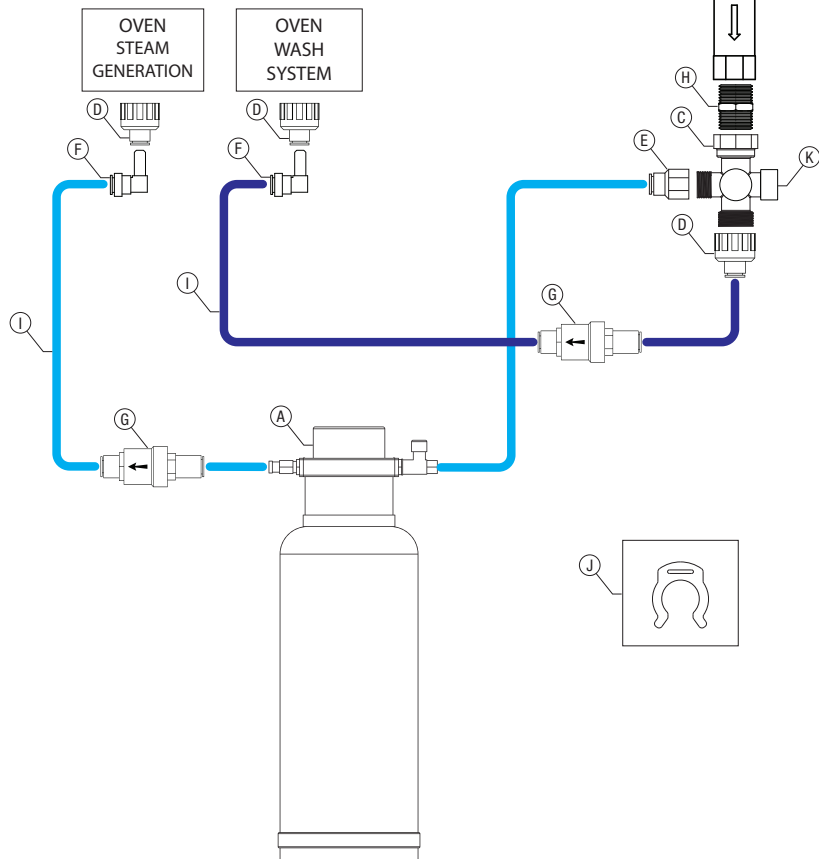 OVEN
STEAM
GENERATION
OVEN
WASH
SYSTEM
D
D
F
F
H
C
E
K
D
I
I
G
G
A
J